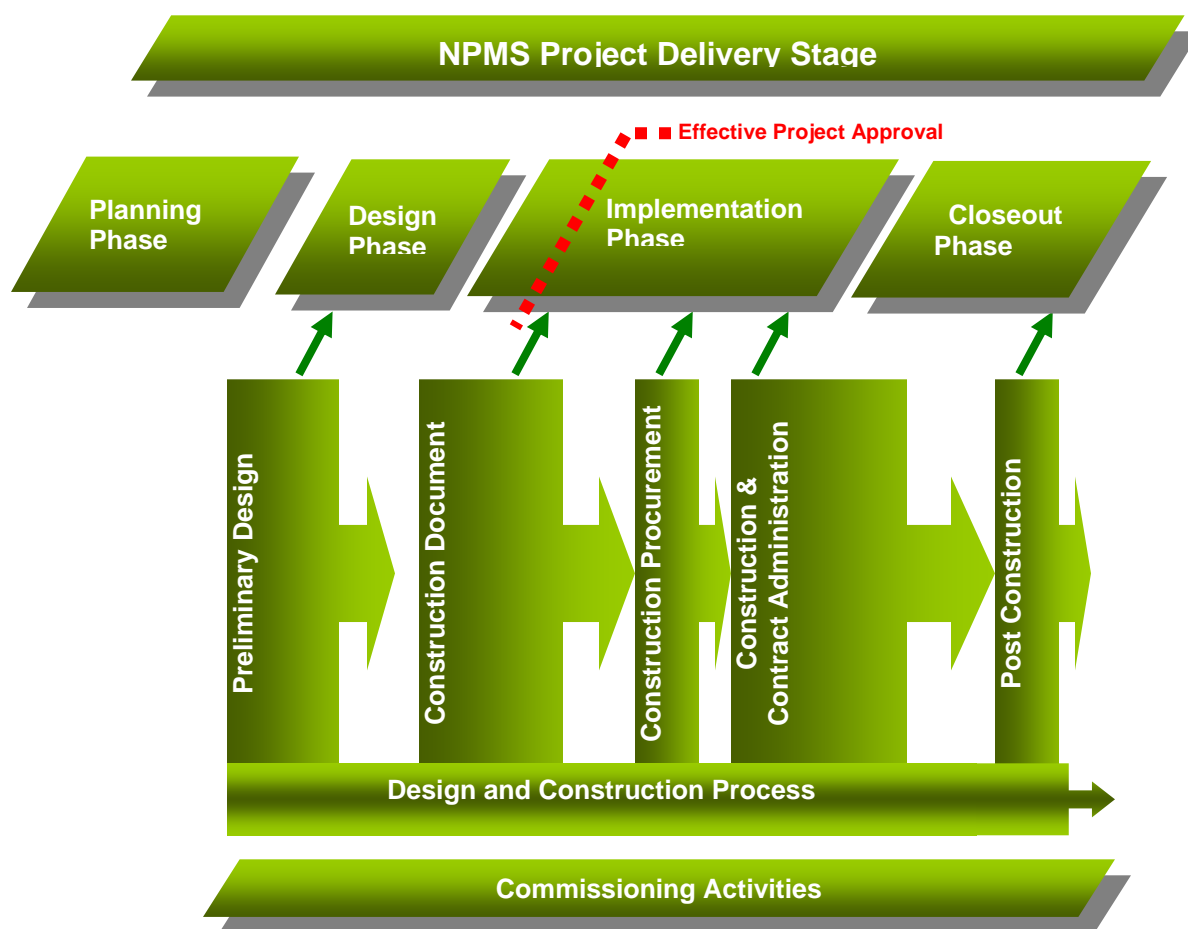 NPMS Project Delivery Stage
Effective Project Approval
Planning
Phase
Design
Phase
Implementation
Phase
Closeout
Phase
Preliminary Design
Construction Document
Construction Procurement
Construction &
Contract Administration
Post Construction
Design and Construction Process
Commissioning Activities